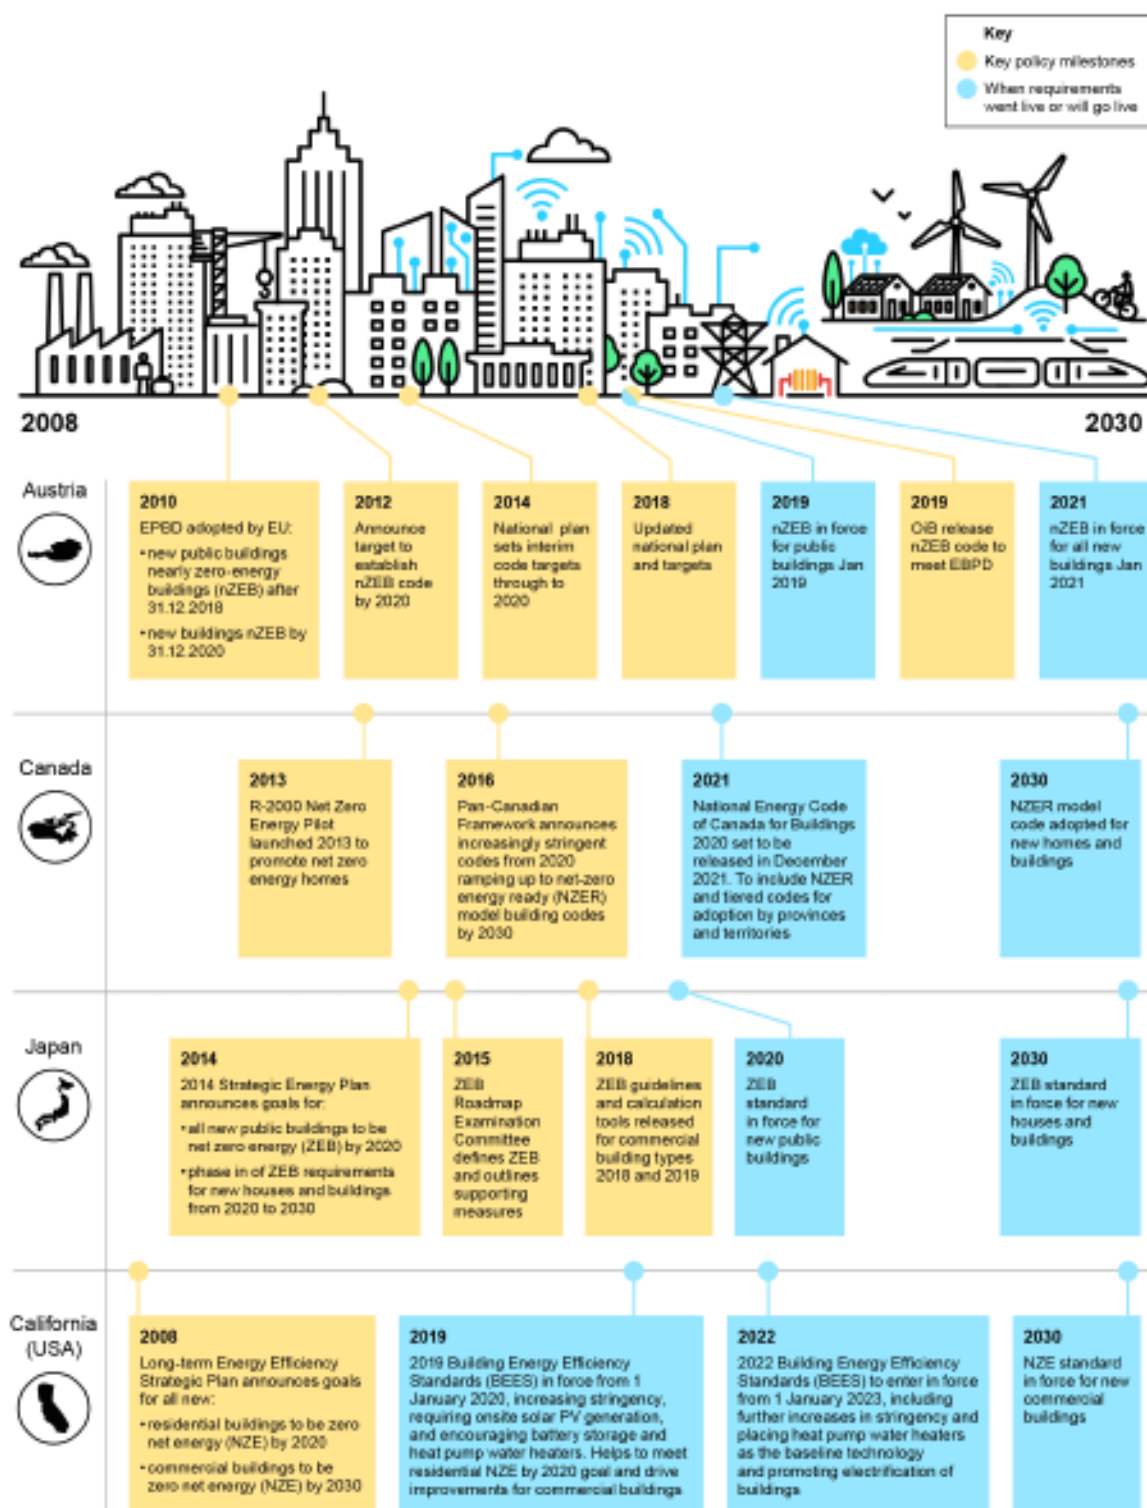 Key
Key policy milestones
When requirements
went live or will go live
2008
2030
Austria
2010
EPBD adopted by EU:
• new public buildings
nearly zero-energy
buildings (nZEB) after
31.12.2018
• new buildings nZEB by
31.12.2020
2012
Announce
target to
establish
nZEB code
by 2020
2014
National plan
sets interim
code targets
through to
2020
2018
Updated
national plan
and targets
2019
nZEB in force
for public
buildings Jan
2019
2019
OiB release
nZEB code to
meet EBPD
2021
nZEB in force
for all new
buildings Jan
2021
Canada
2013
R-2000 Net Zero
Energy Pilot
launched 2013 to
promote net zero
energy homes
2016
Pan-Canadian
Framework announces
increasingly stringent
codes from 2020
ramping up to net-zero
energy ready (NZER)
model building codes
by 2030
2021
National Energy Code
of Canada for Buildings
2020 set to be
released in December
2021. To include NZER
and tiered codes for
adoption by provinces
and territories
2030
NZER model
code adopted for
new homes and
buildings
Japan
2014
2014 Strategic Energy Plan
announces goals for:
• all new public buildings to be
net zero energy (ZEB) by 2020
• phase in of ZEB requirements
for new houses and buildings
from 2020 to 2030
2015
ZEB
Roadmap
Examination
Committee
defines ZEB
and outlines
supporting
measures
2018
ZEB guidelines
and calculation
tools released
for commercial
building types
2018 and 2019
2020
ZEB
standard
in force for
new public
buildings
2030
ZEB standard
in force for new
houses and
buildings
California
(USA)
2008
Long-term Energy Efficiency
Strategic Plan announces goals
for all new:
• residential buildings to be zero
net energy (NZE) by 2020
• commercial buildings to be
zero net energy (NZE) by 2030
2019
2019 Building Energy Efficiency
Standards (BEES) in force from 1
January 2020, increasing stringency,
requiring onsite solar PV generation,
and encouraging battery storage and
heat pump water heaters. Helps to meet
residential NZE by 2020 goal and drive
improvements for commercial buildings
2022
2022 Building Energy Efficiency
Standards (BEES) to enter in force
from 1 January 2023, including
further increases in stringency and
placing heat pump water heaters
as the baseline technology
and promoting electrification of
buildings
2030
NZE standard
in force for new
commercial
buildings